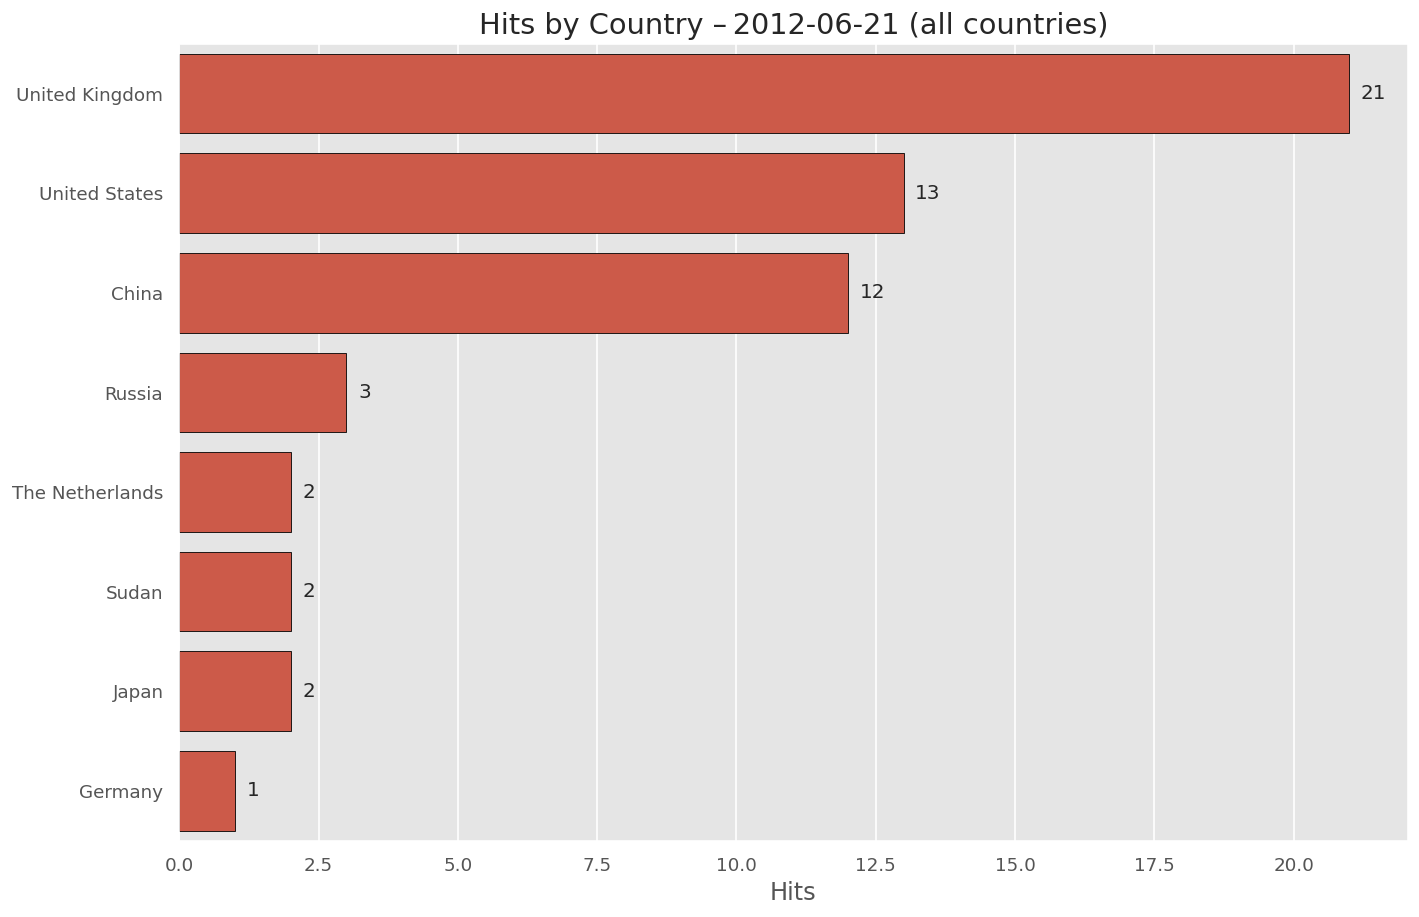 Hits by Country – 2012-06-21 (all countries)
United Kingdom 21
United States 13
China 12
Russia 3
The Netherlands 2
Sudan 2
Japan 2
Germany 1
0.0 2.5 5.0 7.5 10.0 12.5 15.0 17.5 20.0
Hits